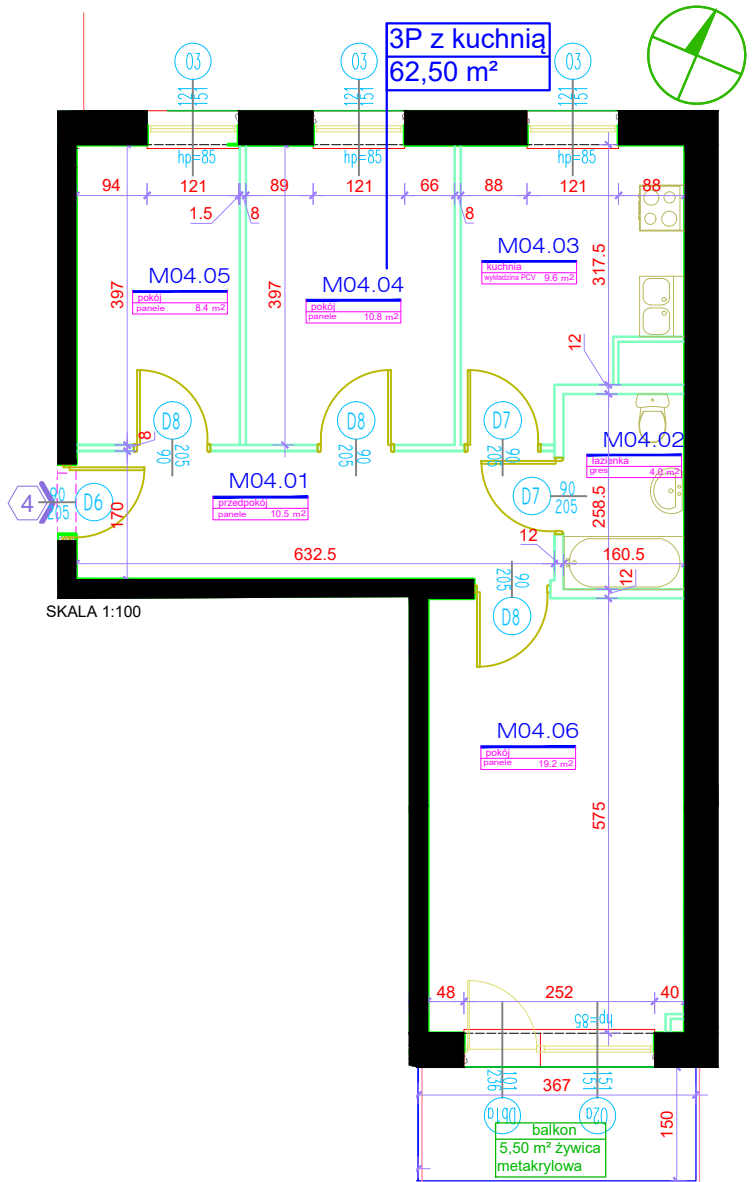 3P z kuchnią
62,50 m²
03
03
03
121
151
121
151
121
151
hp=85
hp=85
hp=85
94
121
89
121
66
88
121
88
1.5
8
8
M04.05
pokój
panele 8.4 m2
M04.04
pokój
panele 10.8 m2
M04.03
kuchnia
wykładzina PCV 9.6 m2
397
397
317.5
12
D8
90
205
D8
90
205
D7
90
205
8
M04.02
łazienka
gres 4.0 m2
M04.01
przedpokój
panele 10.5 m2
4
90
205
D6
170
D7
90
205
258.5
632.5
12
160.5
12
SKALA 1:100
90
205
D8
M04.06
pokój
panele 19.2 m2
575
48
252
40
hp=85
101
236
151
151
367
Db1a
02a
150
balkon
5,50 m² żywica
metakrylowa